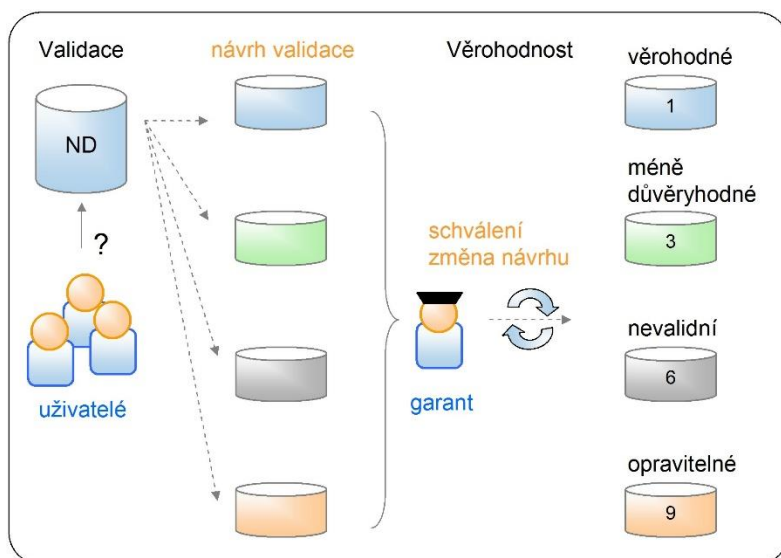 Validace
návrh validace
Věrohodnost
věrohodné
ND
1
méně
důvěryhodné
?
schválení
změna návrhu
3
nevalidní
uživatelé
garant
6
opravitelné
9